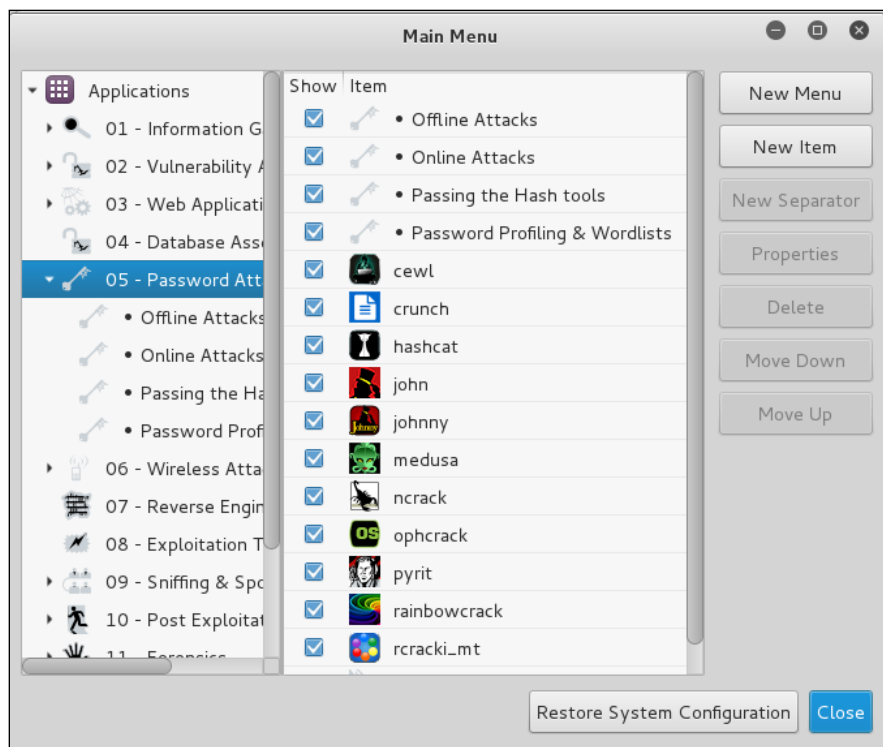 Main Menu
Applications
01 - Information G
02 - Vulnerability A
03 - Web Applicati
04 - Database Asse
05 - Password Att
• Offline Attacks
• Online Attacks
• Passing the Ha
• Password Prof
06 - Wireless Atta
07 - Reverse Engin
08 - Exploitation T
09 - Sniffing & Spo
10 - Post Exploitat
11 - Forensics
Show Item
• Offline Attacks
• Online Attacks
• Passing the Hash tools
• Password Profiling & Wordlists
cewl
crunch
hashcat
john
johnny
medusa
ncrack
ophcrack
pyrit
rainbowcrack
rcracki_mt
New Menu
New Item
New Separator
Properties
Delete
Move Down
Move Up
Restore System Configuration
Close